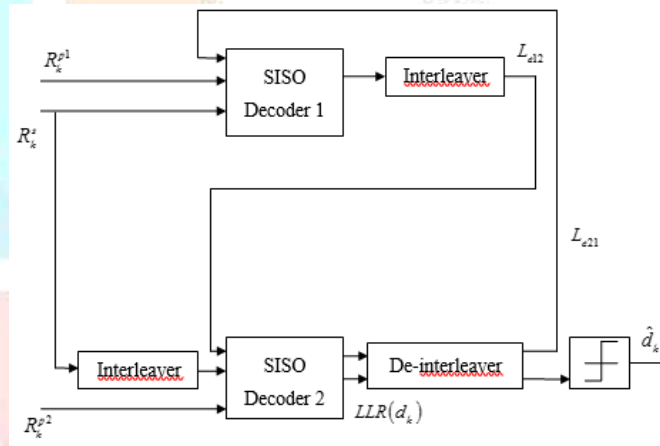 R_k^{p1}
SISO
Decoder 1
Interleaver
L_{e12}
R_k^s
L_{e21}
Interleaver
SISO
Decoder 2
De-interleaver
\hat{d}_k
LLR(d_k)
R_k^{p2}